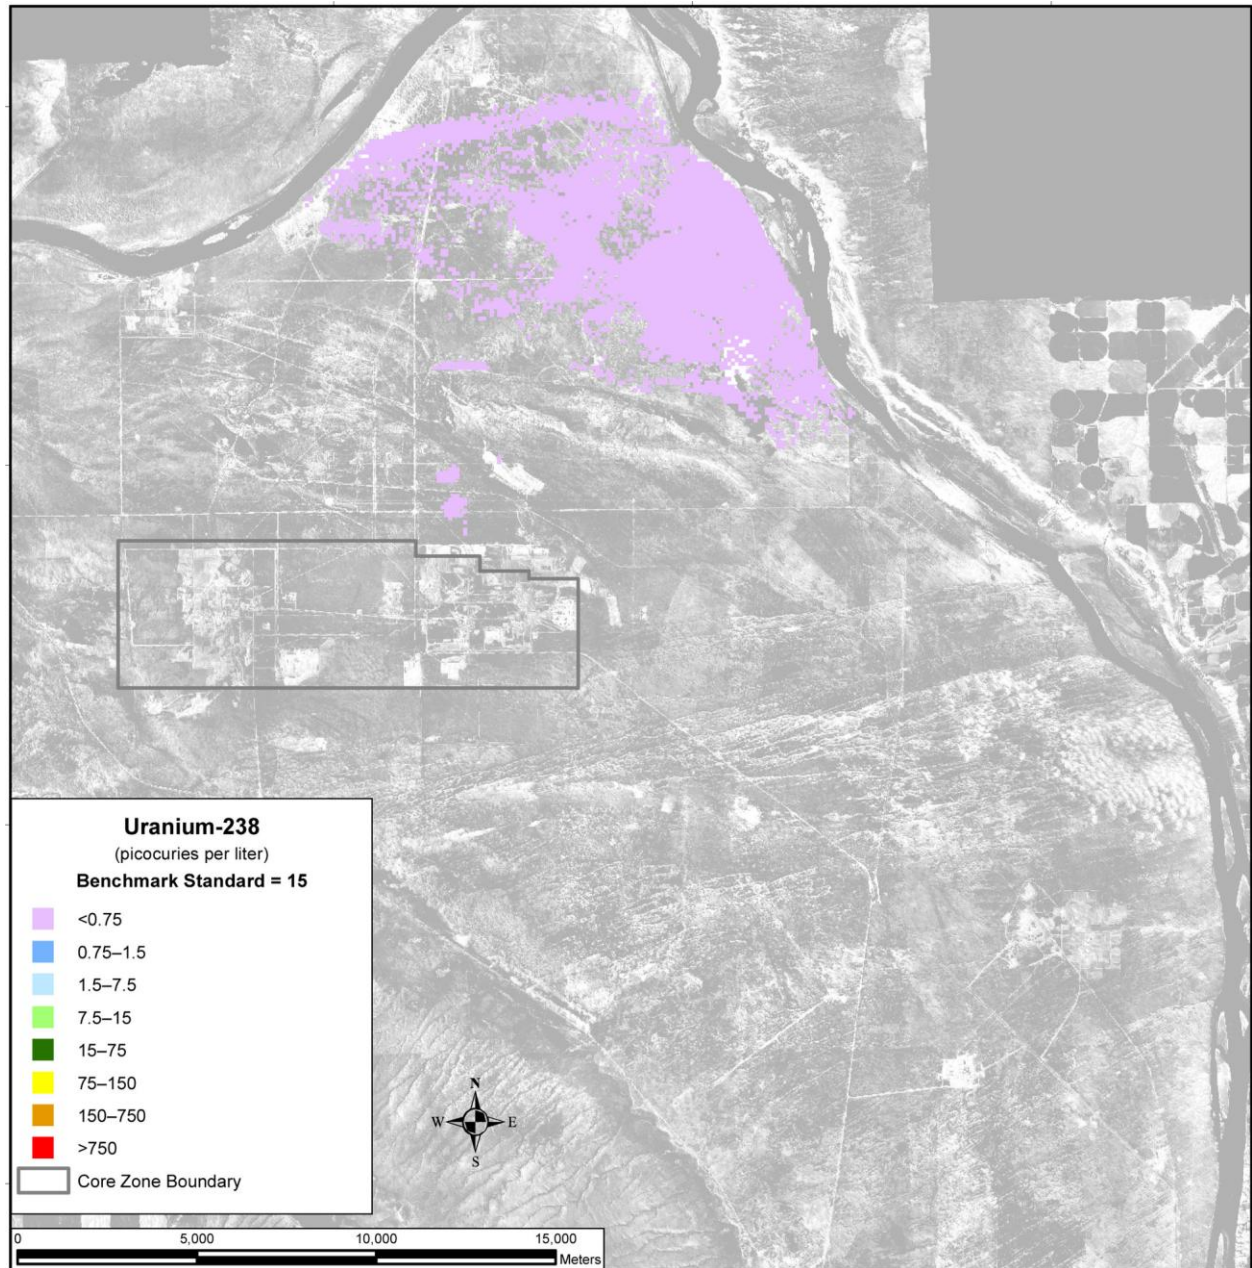 Uranium-238
(picocuries per liter)
Benchmark Standard = 15
<0.75
0.75–1.5
1.5–7.5
7.5–15
15–75
75–150
150–750
>750
Core Zone Boundary
N
W E
S
0 5,000 10,000 15,000
Meters